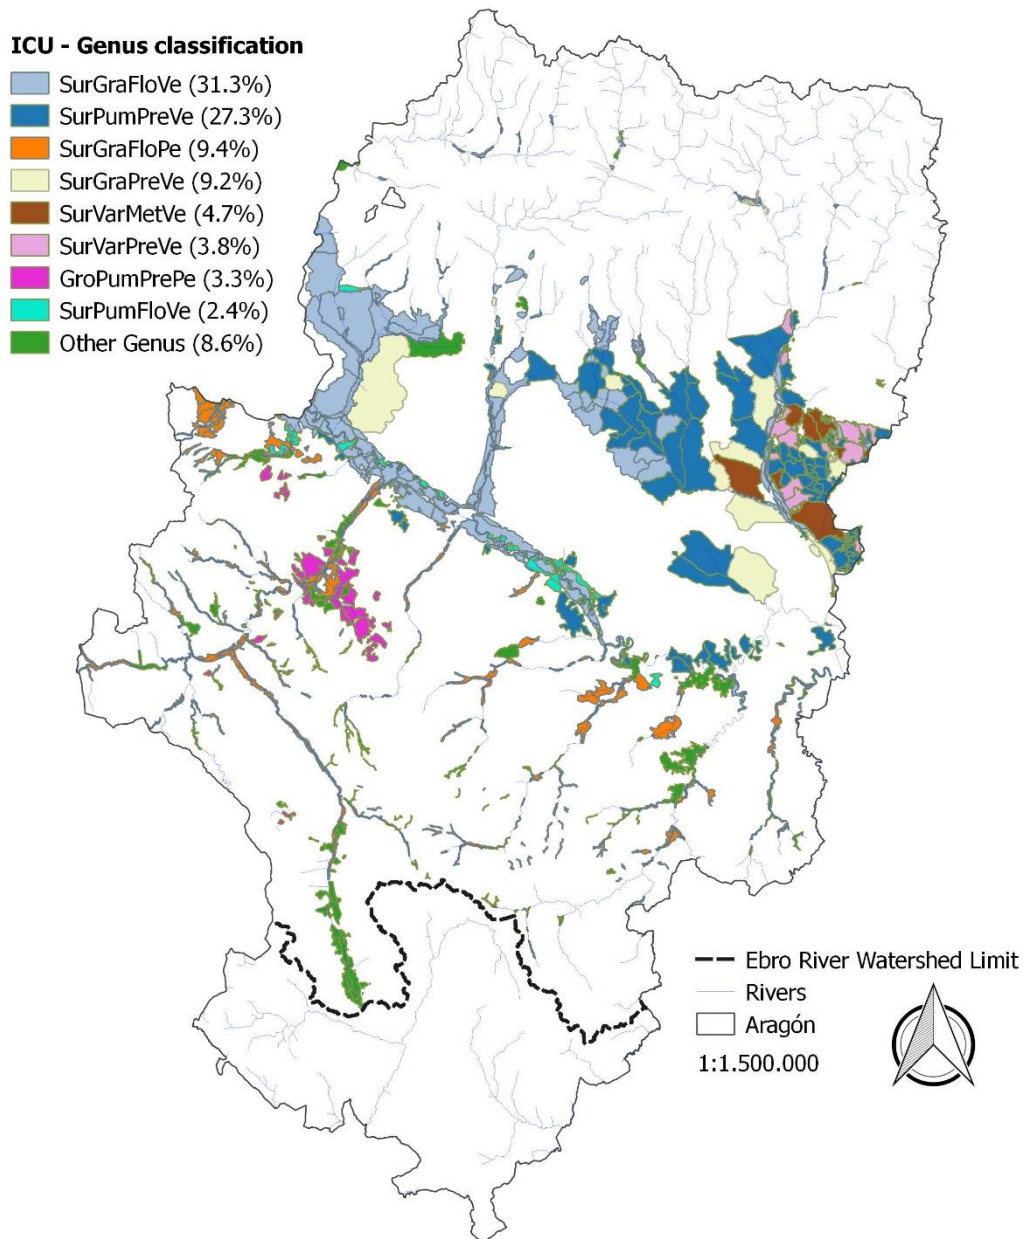 ICU - Genus classification
SurGraFloVe (31.3%)
SurPumPreVe (27.3%)
SurGraFloPe (9.4%)
SurGraPreVe (9.2%)
SurVarMetVe (4.7%)
SurVarPreVe (3.8%)
GroPumPrePe (3.3%)
SurPumFloVe (2.4%)
Other Genus (8.6%)
Ebro River Watershed Limit
Rivers
Aragón
1:1.500.000